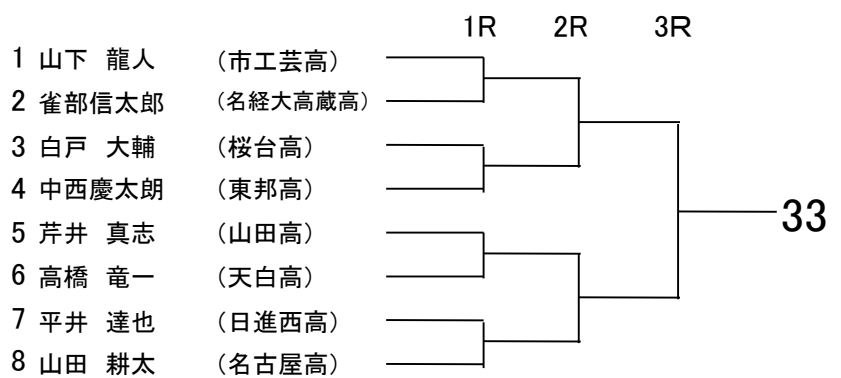 1R 2R 3R
1 山下 龍人 (市工芸高)
2 雀部信太郎 (名経大高蔵高)
3 白戸 大輔 (桜台高)
4 中西慶太朗 (東邦高)
5 芹井 真志 (山田高)
6 高橋 竜一 (天白高)
7 平井 達也 (日進西高)
8 山田 耕太 (名古屋高)
33